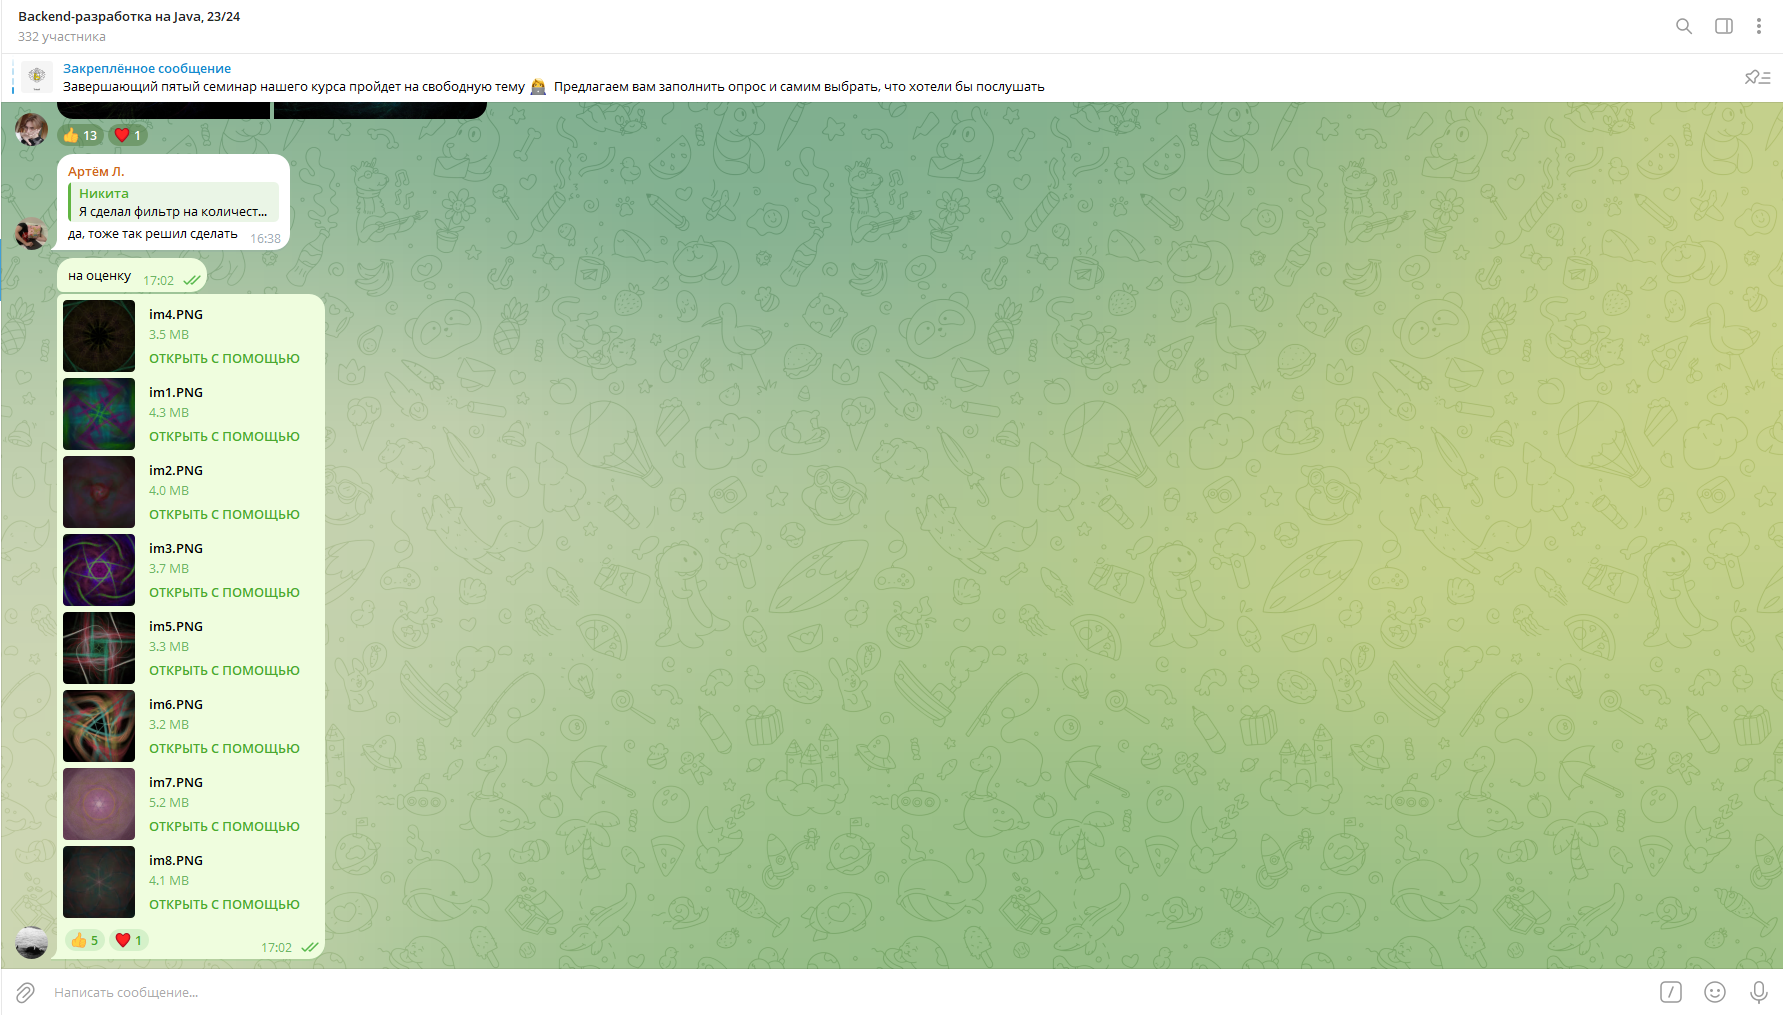 Backend-разработка на Java, 23/24
332 участника
Закреплённое сообщение
Завершающий пятый семинар нашего курса пройдет на свободную тему Предлагаем вам заполнить опрос и самим выбрать, что хотели бы послушать
13 1
Артём Л.
Никита
Я сделал фильтр на количест...
да, тоже так решил сделать 16:38
на оценку 17:02
im4.PNG
3.5 MB
ОТКРЫТЬ С ПОМОЩЬЮ
im1.PNG
4.3 MB
ОТКРЫТЬ С ПОМОЩЬЮ
im2.PNG
4.0 MB
ОТКРЫТЬ С ПОМОЩЬЮ
im3.PNG
3.7 MB
ОТКРЫТЬ С ПОМОЩЬЮ
im5.PNG
3.3 MB
ОТКРЫТЬ С ПОМОЩЬЮ
im6.PNG
3.2 MB
ОТКРЫТЬ С ПОМОЩЬЮ
im7.PNG
5.2 MB
ОТКРЫТЬ С ПОМОЩЬЮ
im8.PNG
4.1 MB
ОТКРЫТЬ С ПОМОЩЬЮ
5 1 17:02
Написать сообщение...